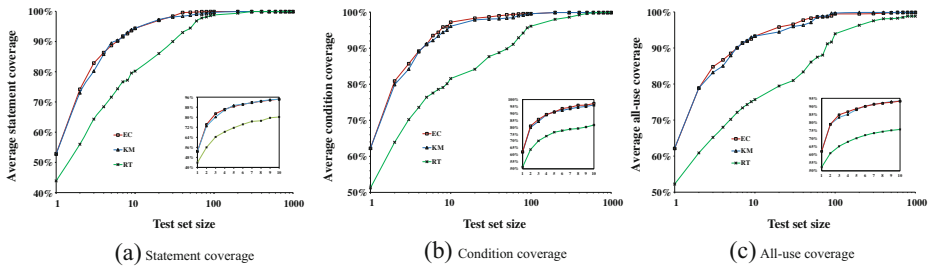 Average statement coverage
100%
90%
80%
70%
60%
50%
40%
EC
KM
RT
1
10
100
1000
Test set size
(a) Statement coverage
Average condition coverage
100%
90%
80%
70%
60%
50%
EC
KM
RT
1
10
100
1000
Test set size
(b) Condition coverage
Average all-use coverage
100%
90%
80%
70%
60%
50%
EC
KM
RT
1
10
100
1000
Test set size
(c) All-use coverage